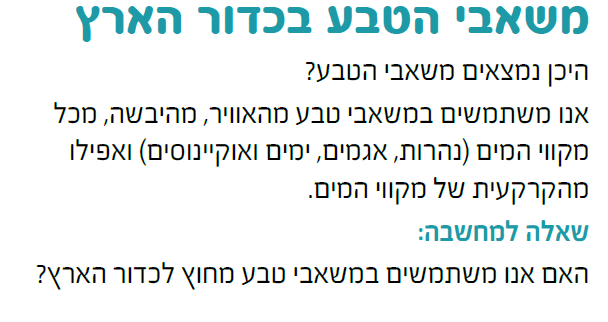 משאבי הטבע בכדור הארץ
היכן נמצאים משאבי הטבע?
אנו משתמשים במשאבי טבע מהאוויר, מהיבשה, מכל
מקווי המים (נהרות, אגמים, ימים ואוקיינוסים) ואפילו
מהקרקעית של מקווי המים.
שאלה למחשבה:
האם אנו משתמשים במשאבי טבע מחוץ לכדור הארץ?